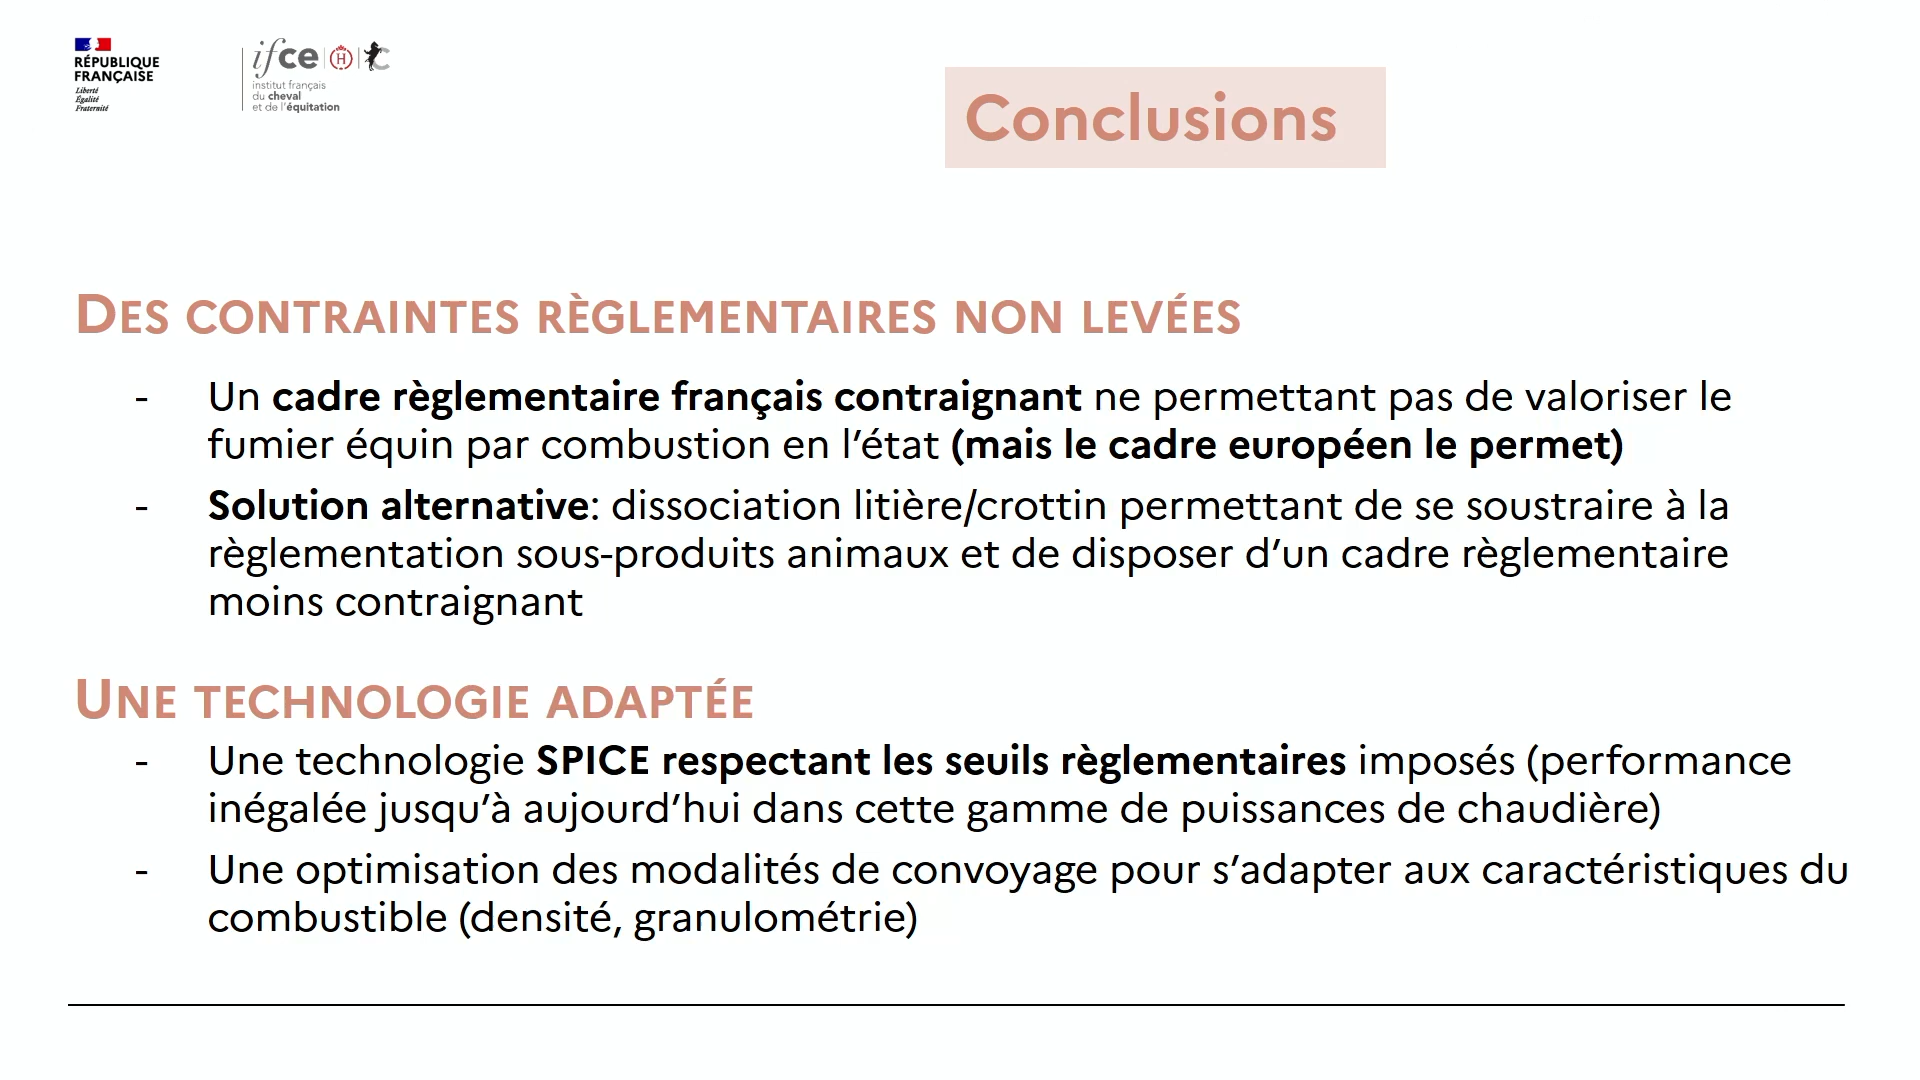 RÉPUBLIQUE
FRANÇAISE
Liberté
Égalité
Fraternité
ifce
institut français
du cheval
et de l'équitation
Conclusions
DES CONTRAINTES RÈGLEMENTAIRES NON LEVÉES
- Un cadre règlementaire français contraignant ne permettant pas de valoriser le
fumier équin par combustion en l’état (mais le cadre européen le permet)
- Solution alternative: dissociation litière/crottin permettant de se soustraire à la
règlementation sous-produits animaux et de disposer d’un cadre règlementaire
moins contraignant
UNE TECHNOLOGIE ADAPTÉE
- Une technologie SPICE respectant les seuils règlementaires imposés (performance
inégalée jusqu’à aujourd’hui dans cette gamme de puissances de chaudière)
- Une optimisation des modalités de convoyage pour s’adapter aux caractéristiques du
combustible (densité, granulométrie)